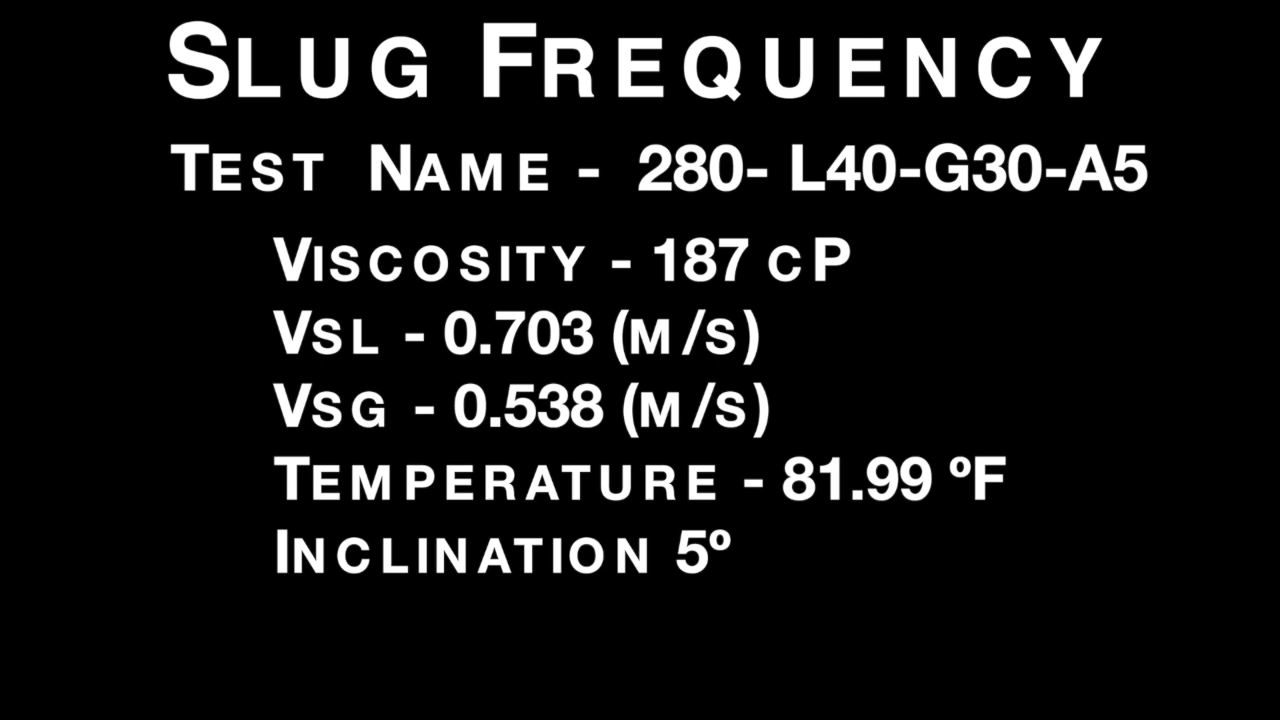 Slug Frequency
Test Name - 280- L40-G30-A5
Viscosity - 187 cP
Vsl - 0.703 (m/s)
Vsg - 0.538 (m/s)
Temperature - 81.99 ºF
Inclination 5º